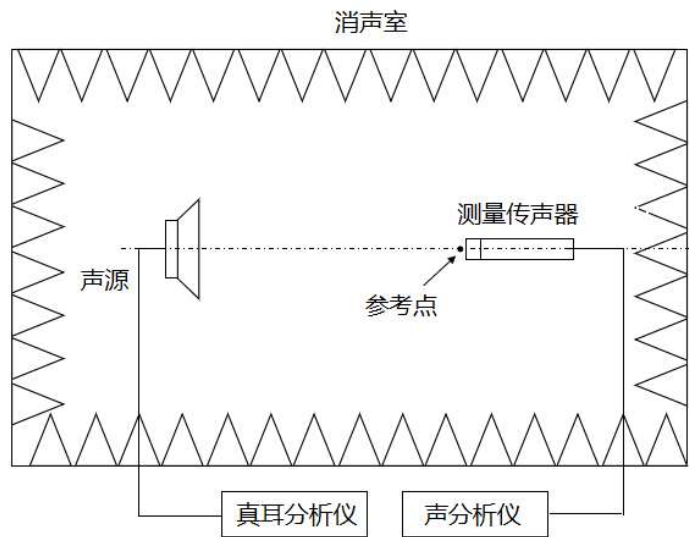 消声室
测量传声器
声源
参考点
真耳分析仪
声分析仪